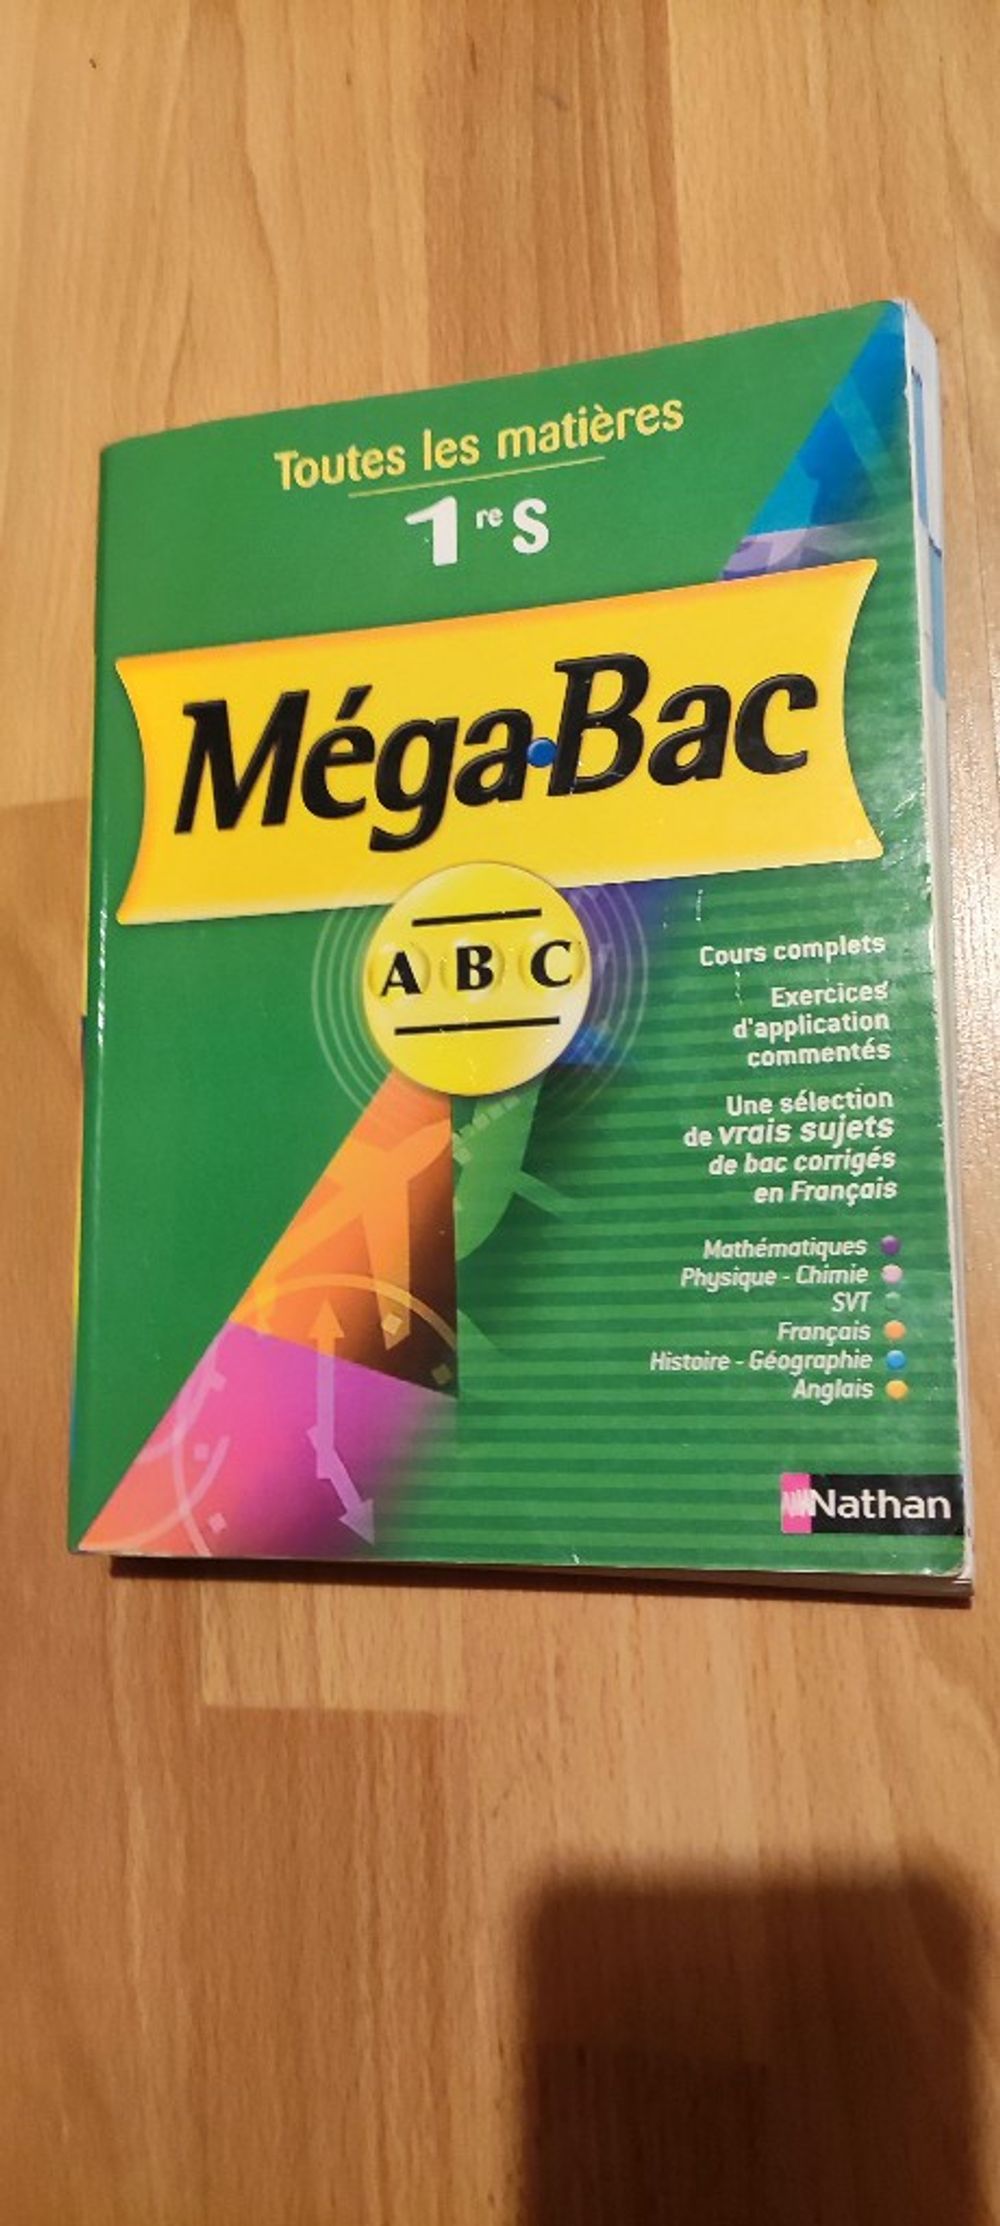 Toutes les matières
1re S
Méga·Bac
A B C
Cours complets
Exercices
d'application
commentés
Une sélection
de vrais sujets
de bac corrigés
en Français
Mathématiques
Physique - Chimie
SVT
Français
Histoire - Géographie
Anglais
Nathan